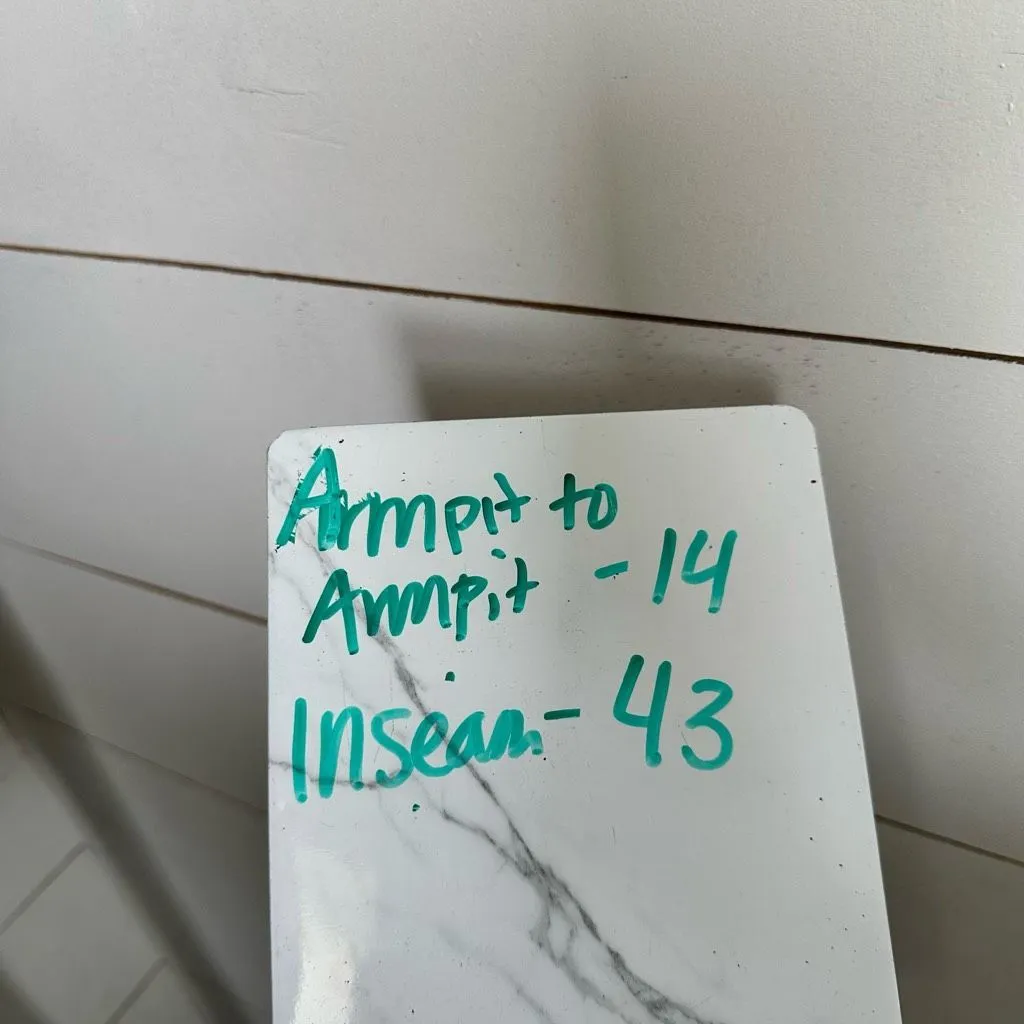 Armpit to
Armpit - 14
Inseam - 43